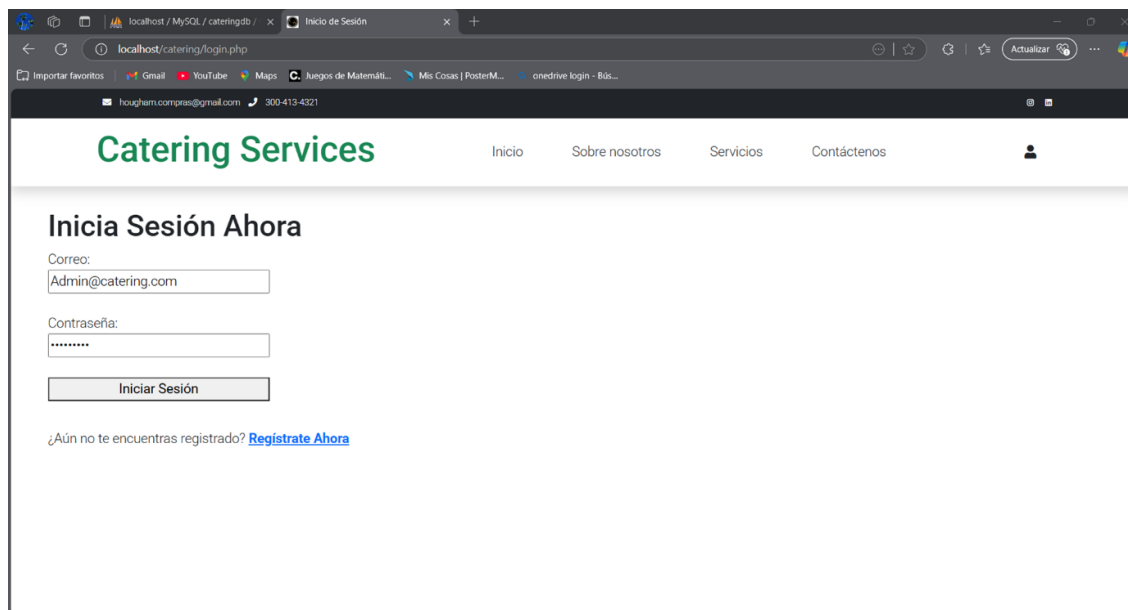 localhost / MySQL / cateringdb /
Inicio de Sesión
localhost/catering/login.php
Actualizar
Importar favoritos
Gmail
YouTube
Maps
Juegos de Matemáti...
Mis Cosas | PosterM...
onedrive login - Bús...
hougham.compras@gmail.com 300-413-4321
Catering Services
Inicio
Sobre nosotros
Servicios
Contáctenos
Inicia Sesión Ahora
Correo:
Admin@catering.com
Contraseña:
•••••••••
Iniciar Sesión
¿Aún no te encuentras registrado? Regístrate Ahora